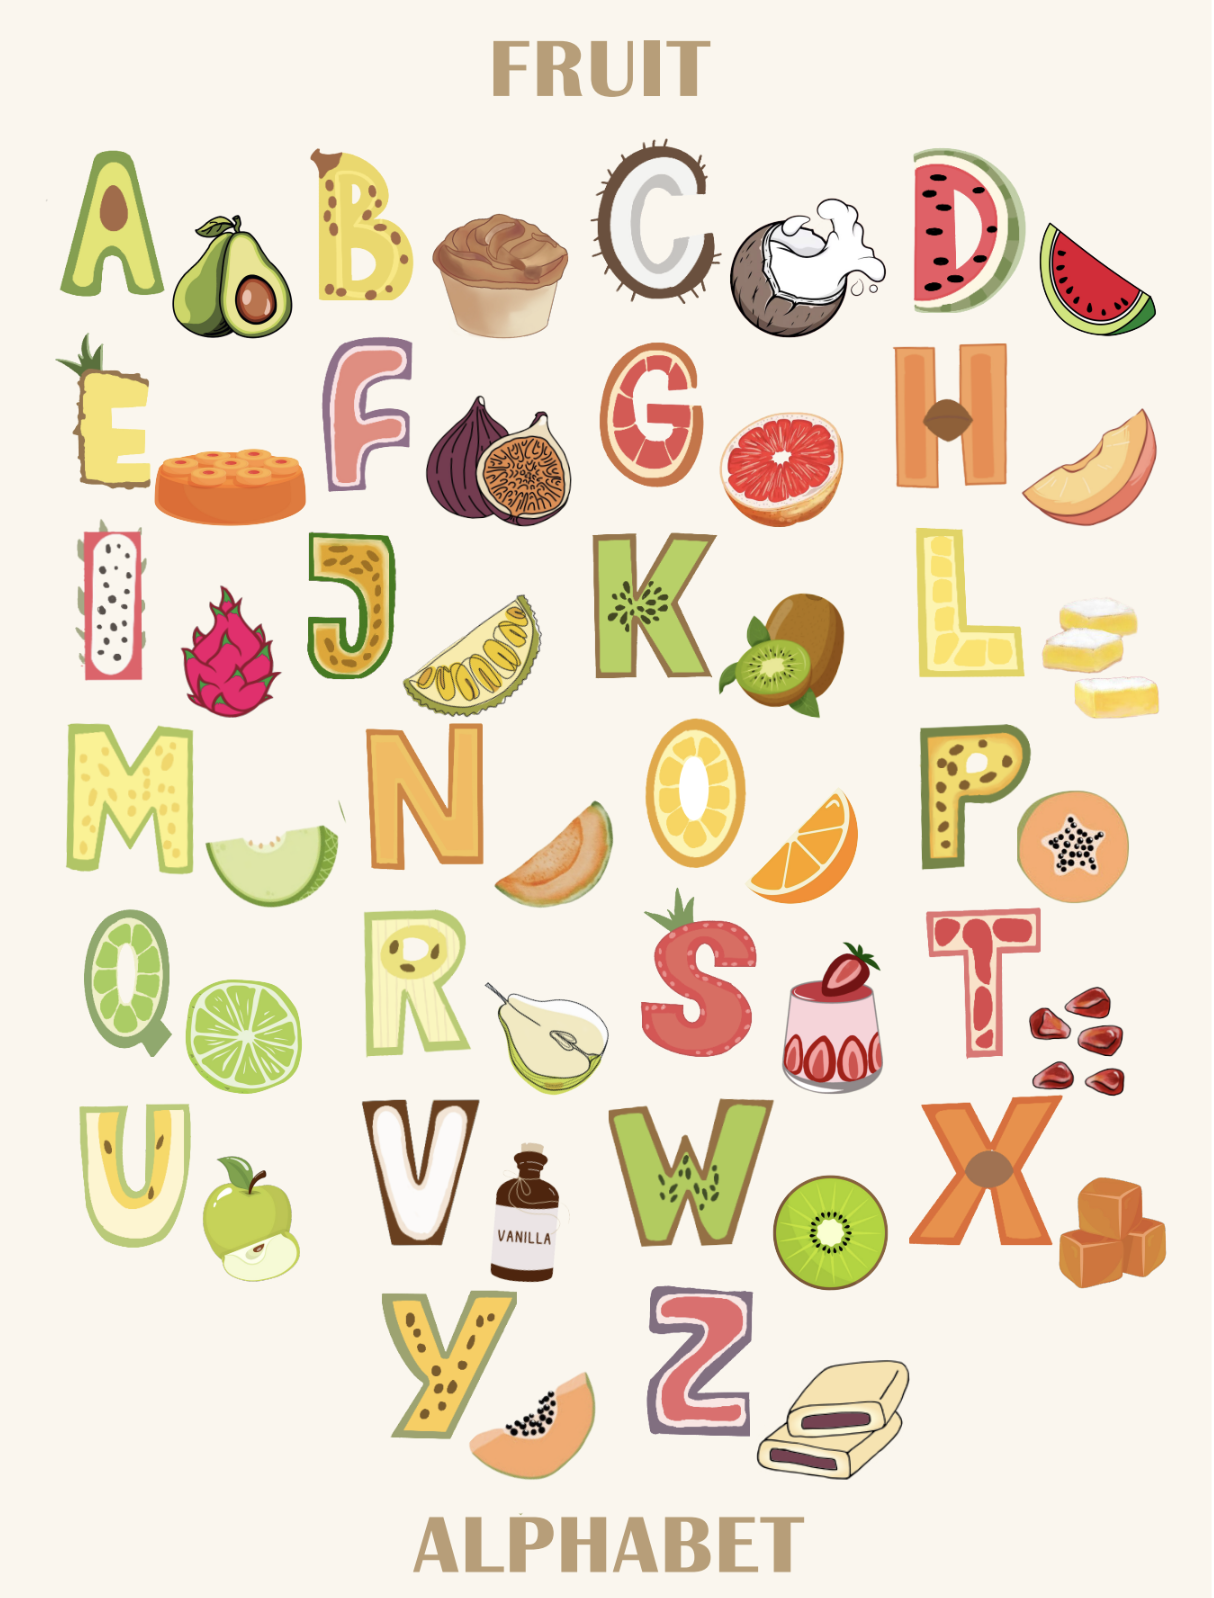 FRUIT
A B C D
E F G H
I J K L
M N O P
Q R S T
U V W X
VANILLA
Y Z
ALPHABET